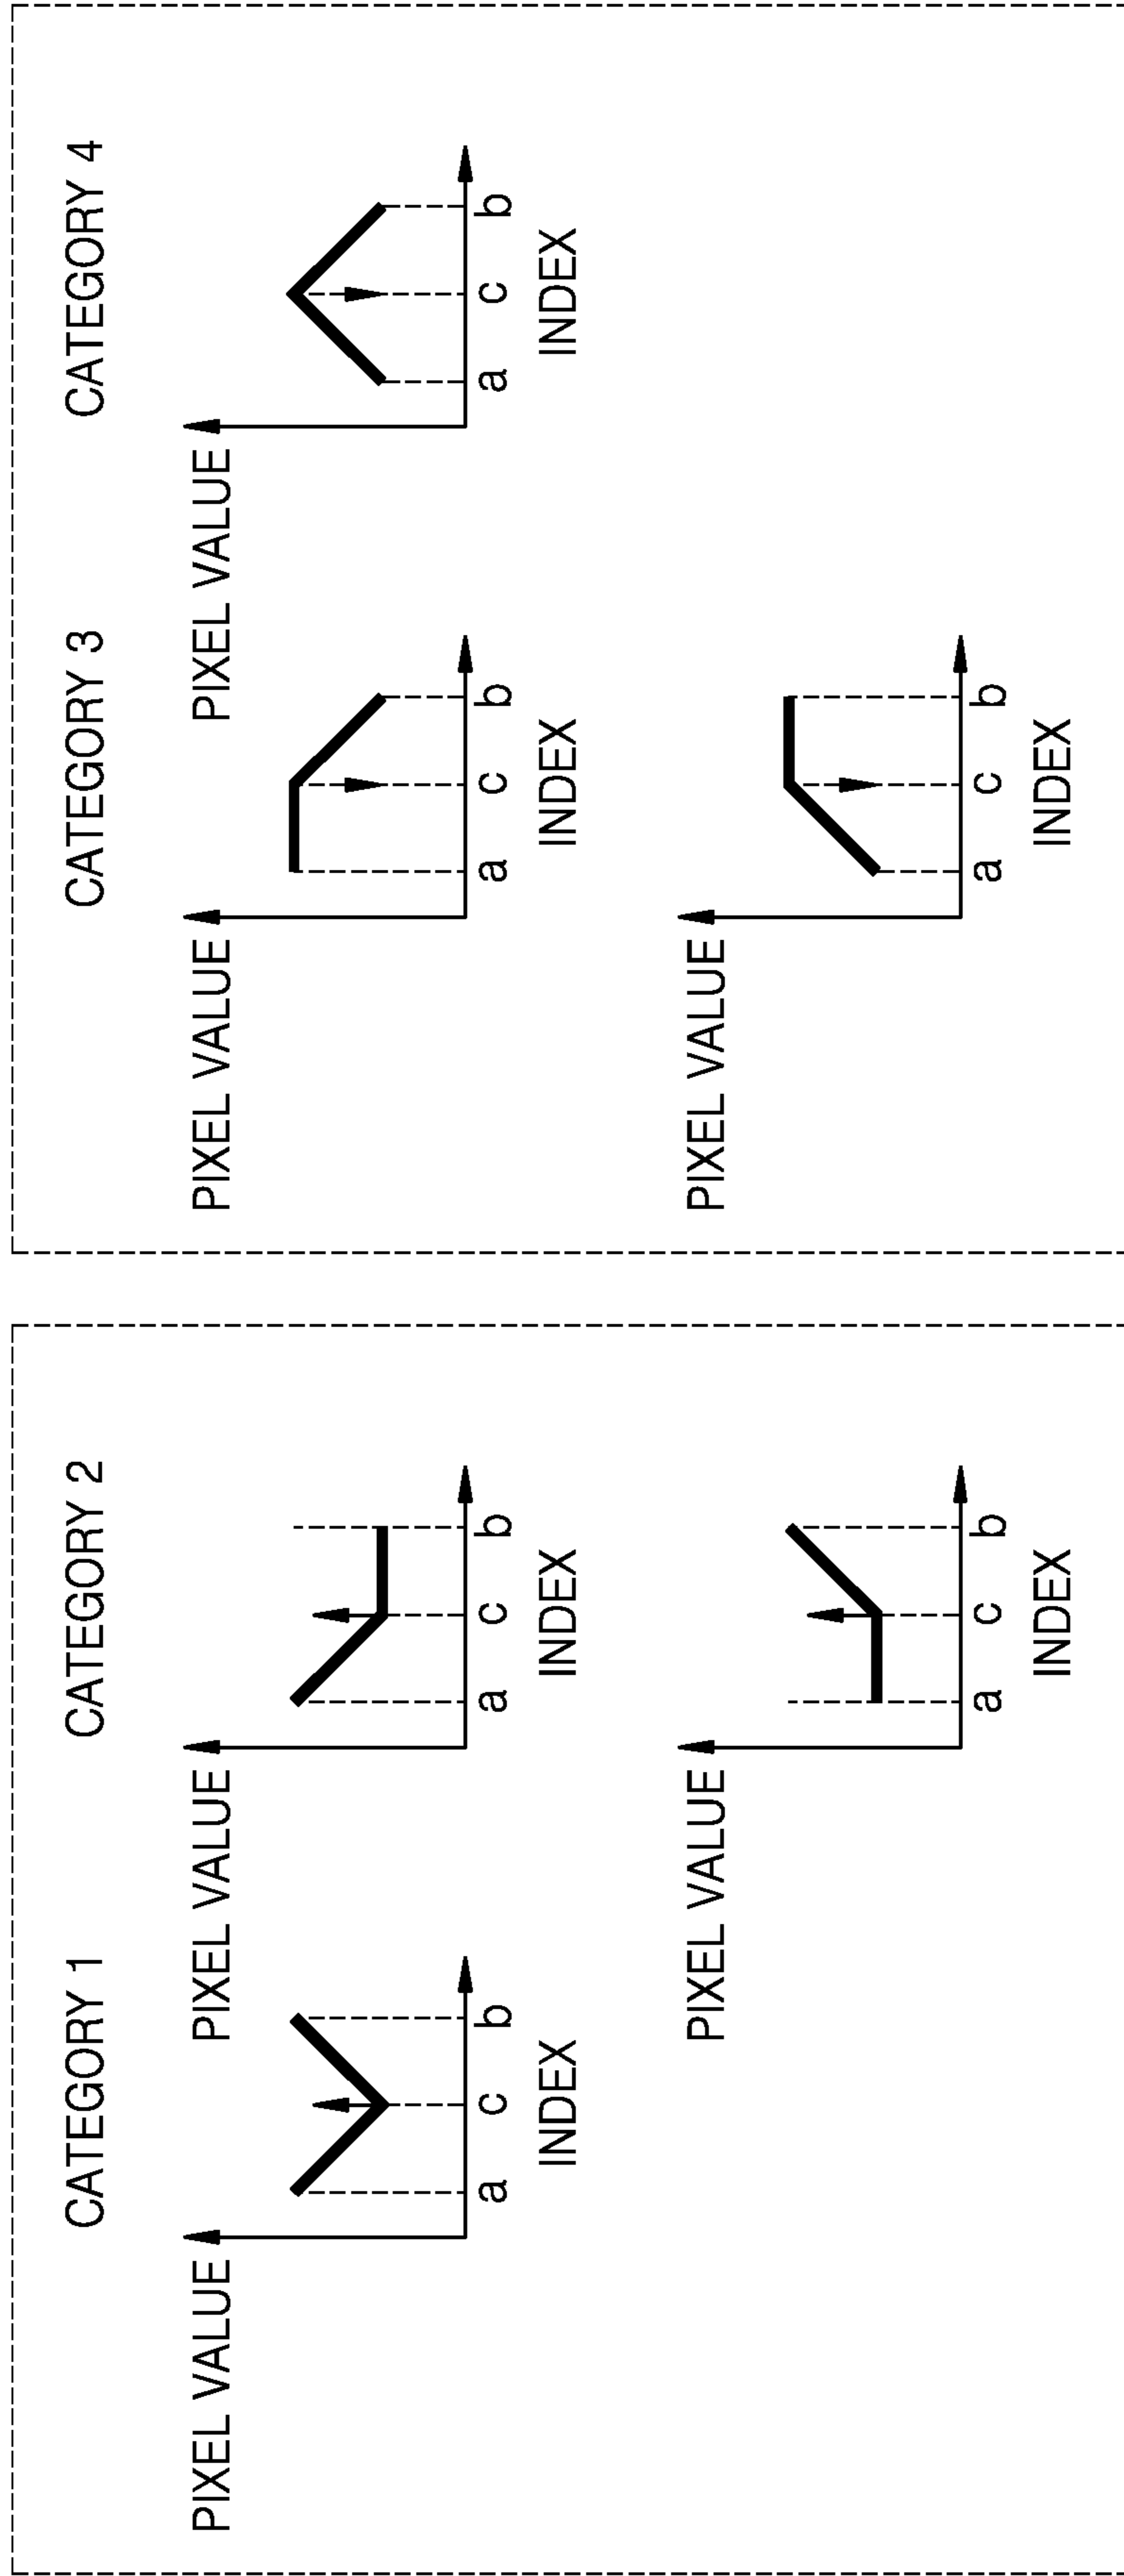 CATEGORY 1
PIXEL VALUE
a c b
INDEX
CATEGORY 2
PIXEL VALUE
a c b
INDEX
PIXEL VALUE
a c b
INDEX
CATEGORY 3
PIXEL VALUE
a c b
INDEX
PIXEL VALUE
a c b
INDEX
CATEGORY 4
PIXEL VALUE
a c b
INDEX